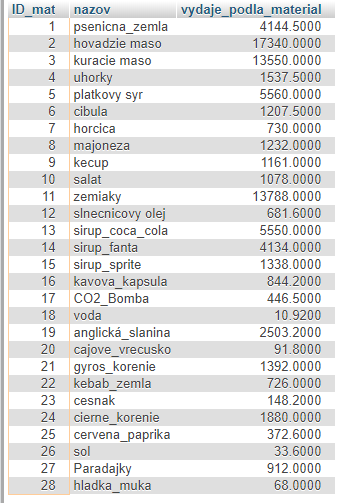 ID_mat nazov vydaje_podla_material
1 psenicna_zemla 4144.5000
2 hovadzie maso 17340.0000
3 kuracie maso 13550.0000
4 uhorky 1537.5000
5 platkovy syr 5560.0000
6 cibula 1207.5000
7 horcica 730.0000
8 majoneza 1232.0000
9 kecup 1161.0000
10 salat 1078.0000
11 zemiaky 13788.0000
12 slnecnicovy olej 681.6000
13 sirup_coca_cola 5550.0000
14 sirup_fanta 4134.0000
15 sirup_sprite 1338.0000
16 kavova_kapsula 844.2000
17 CO2_Bomba 446.5000
18 voda 10.9200
19 anglická_slanina 2503.2000
20 cajove_vrecusko 91.8000
21 gyros_korenie 1392.0000
22 kebab_zemla 726.0000
23 cesnak 148.2000
24 cierne_korenie 1880.0000
25 cervena_paprika 372.6000
26 sol 33.6000
27 Paradajky 912.0000
28 hladka_muka 68.0000